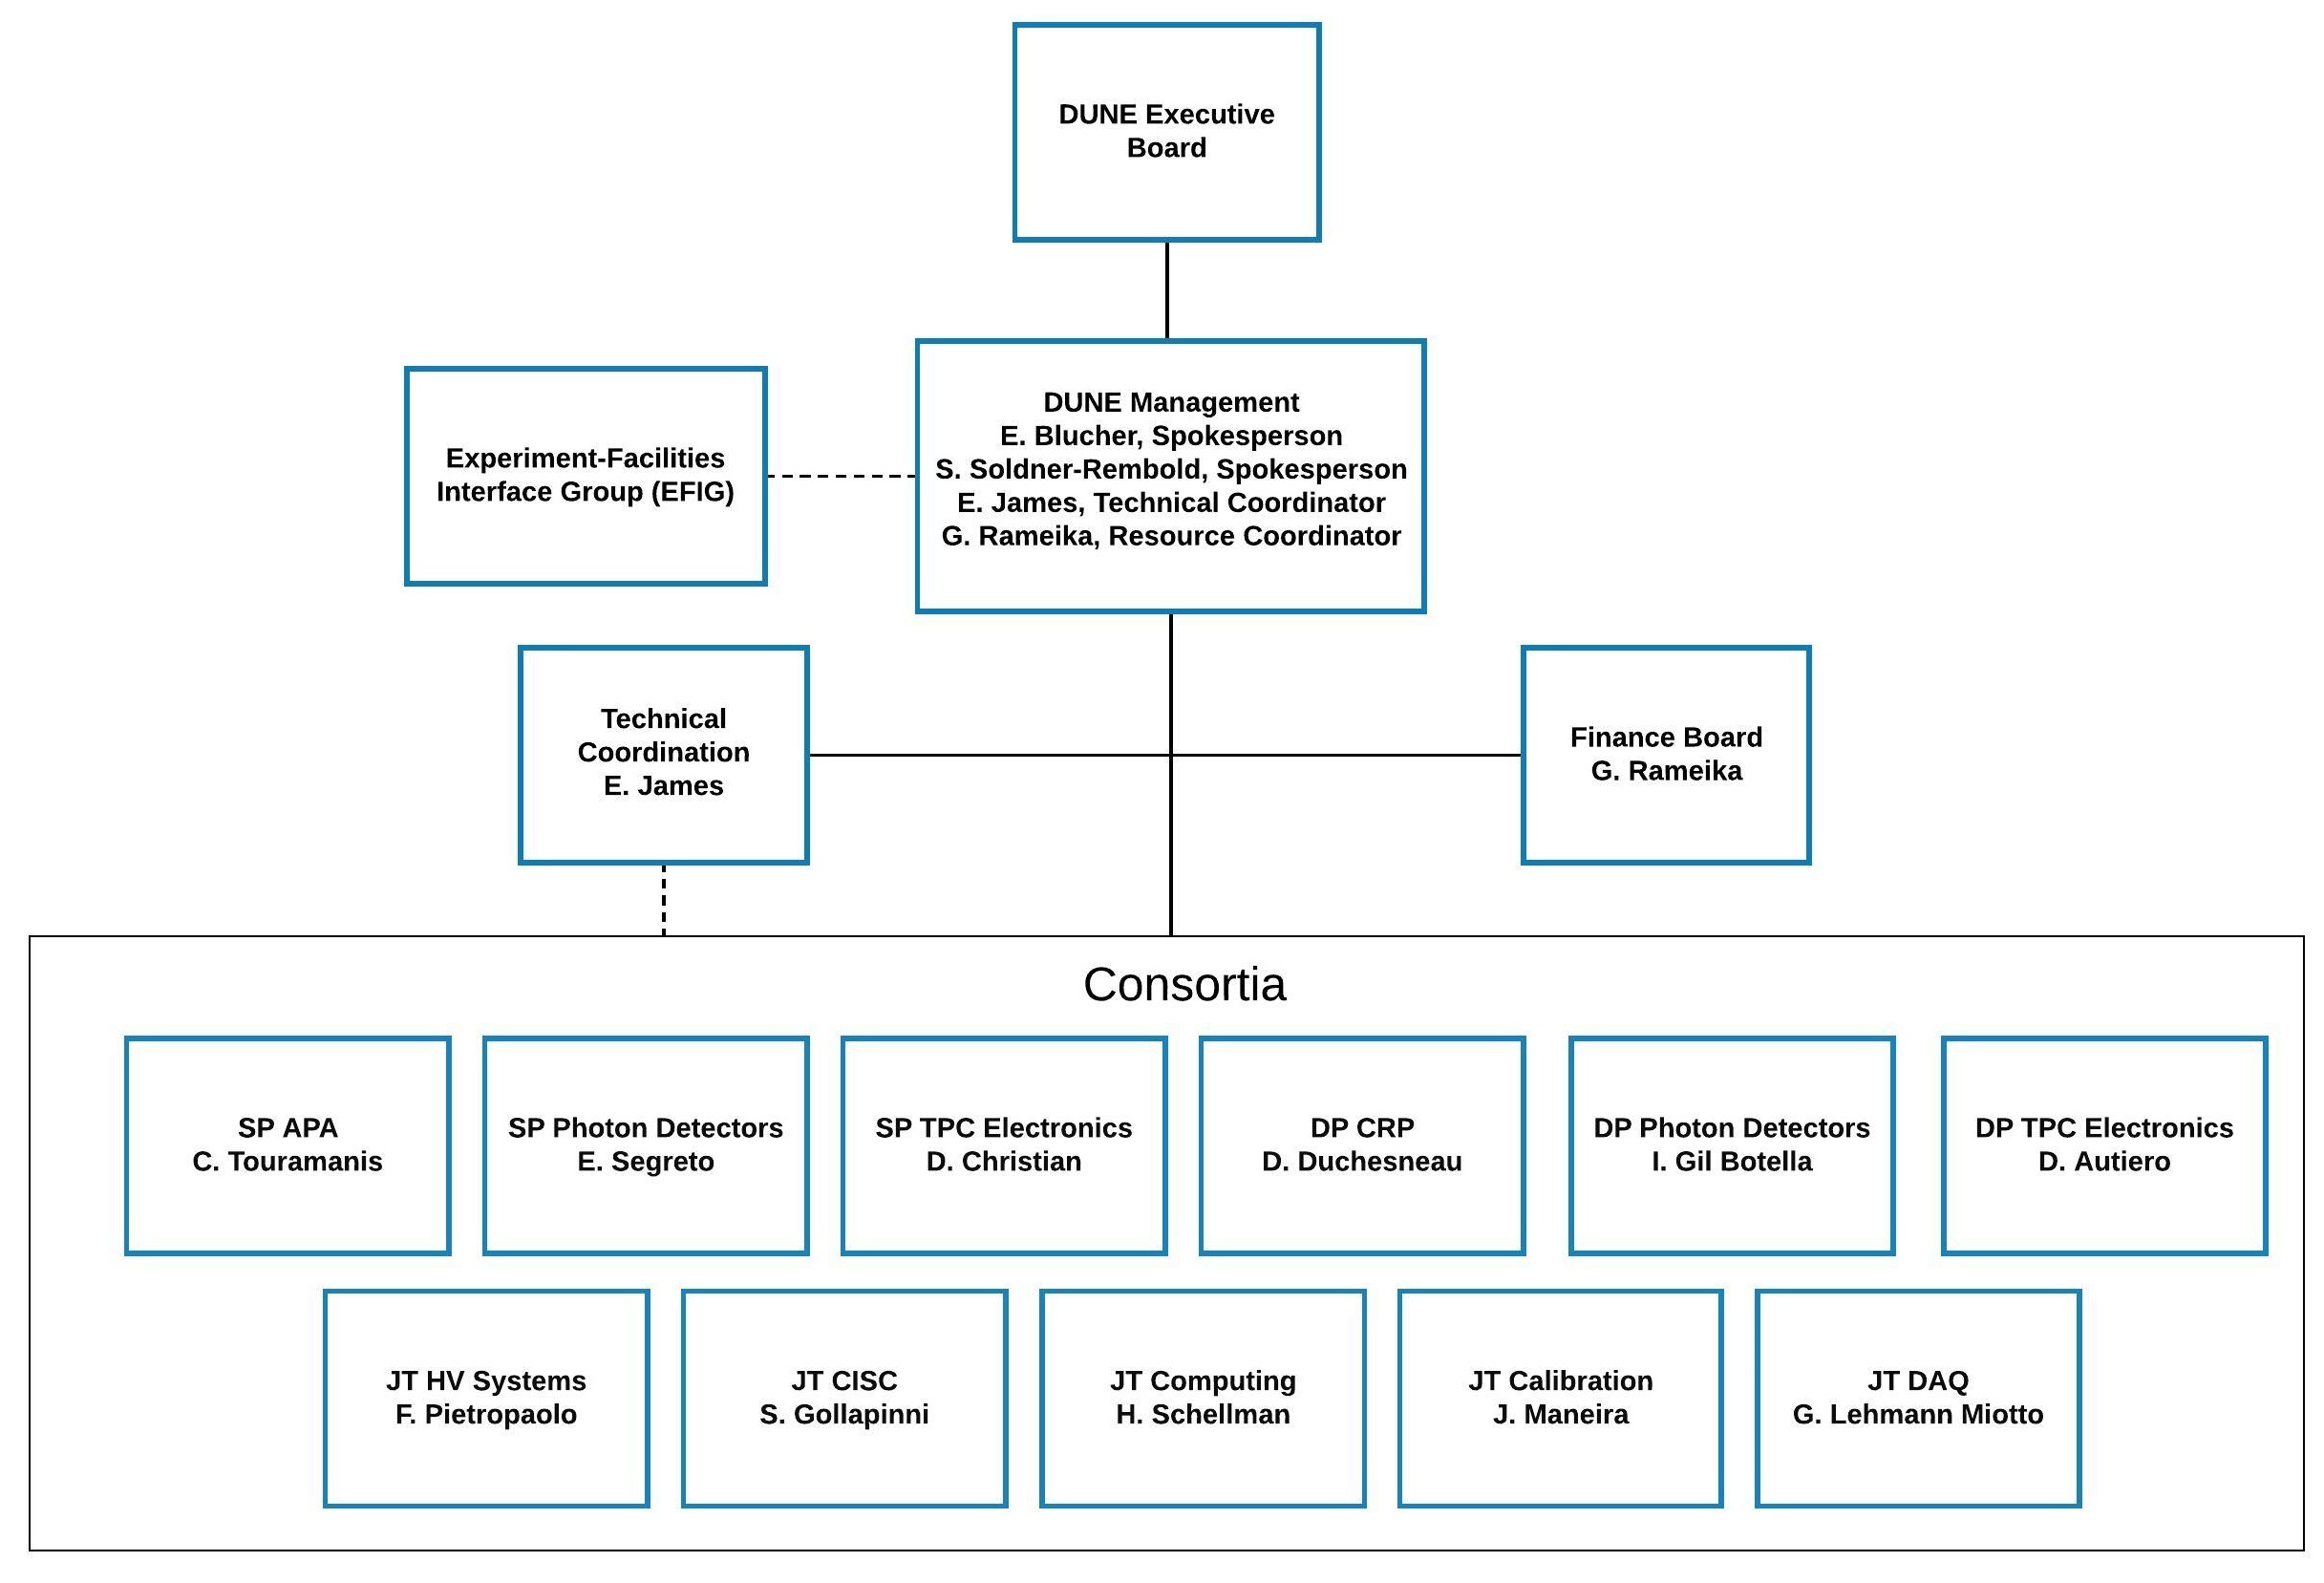 DUNE Executive
Board
Experiment-Facilities
Interface Group (EFIG)
DUNE Management
E. Blucher, Spokesperson
S. Soldner-Rembold, Spokesperson
E. James, Technical Coordinator
G. Rameika, Resource Coordinator
Technical
Coordination
E. James
Finance Board
G. Rameika
Consortia
SP APA
C. Touramanis
SP Photon Detectors
E. Segreto
SP TPC Electronics
D. Christian
DP CRP
D. Duchesneau
DP Photon Detectors
I. Gil Botella
DP TPC Electronics
D. Autiero
JT HV Systems
F. Pietropaolo
JT CISC
S. Gollapinni
JT Computing
H. Schellman
JT Calibration
J. Maneira
JT DAQ
G. Lehmann Miotto